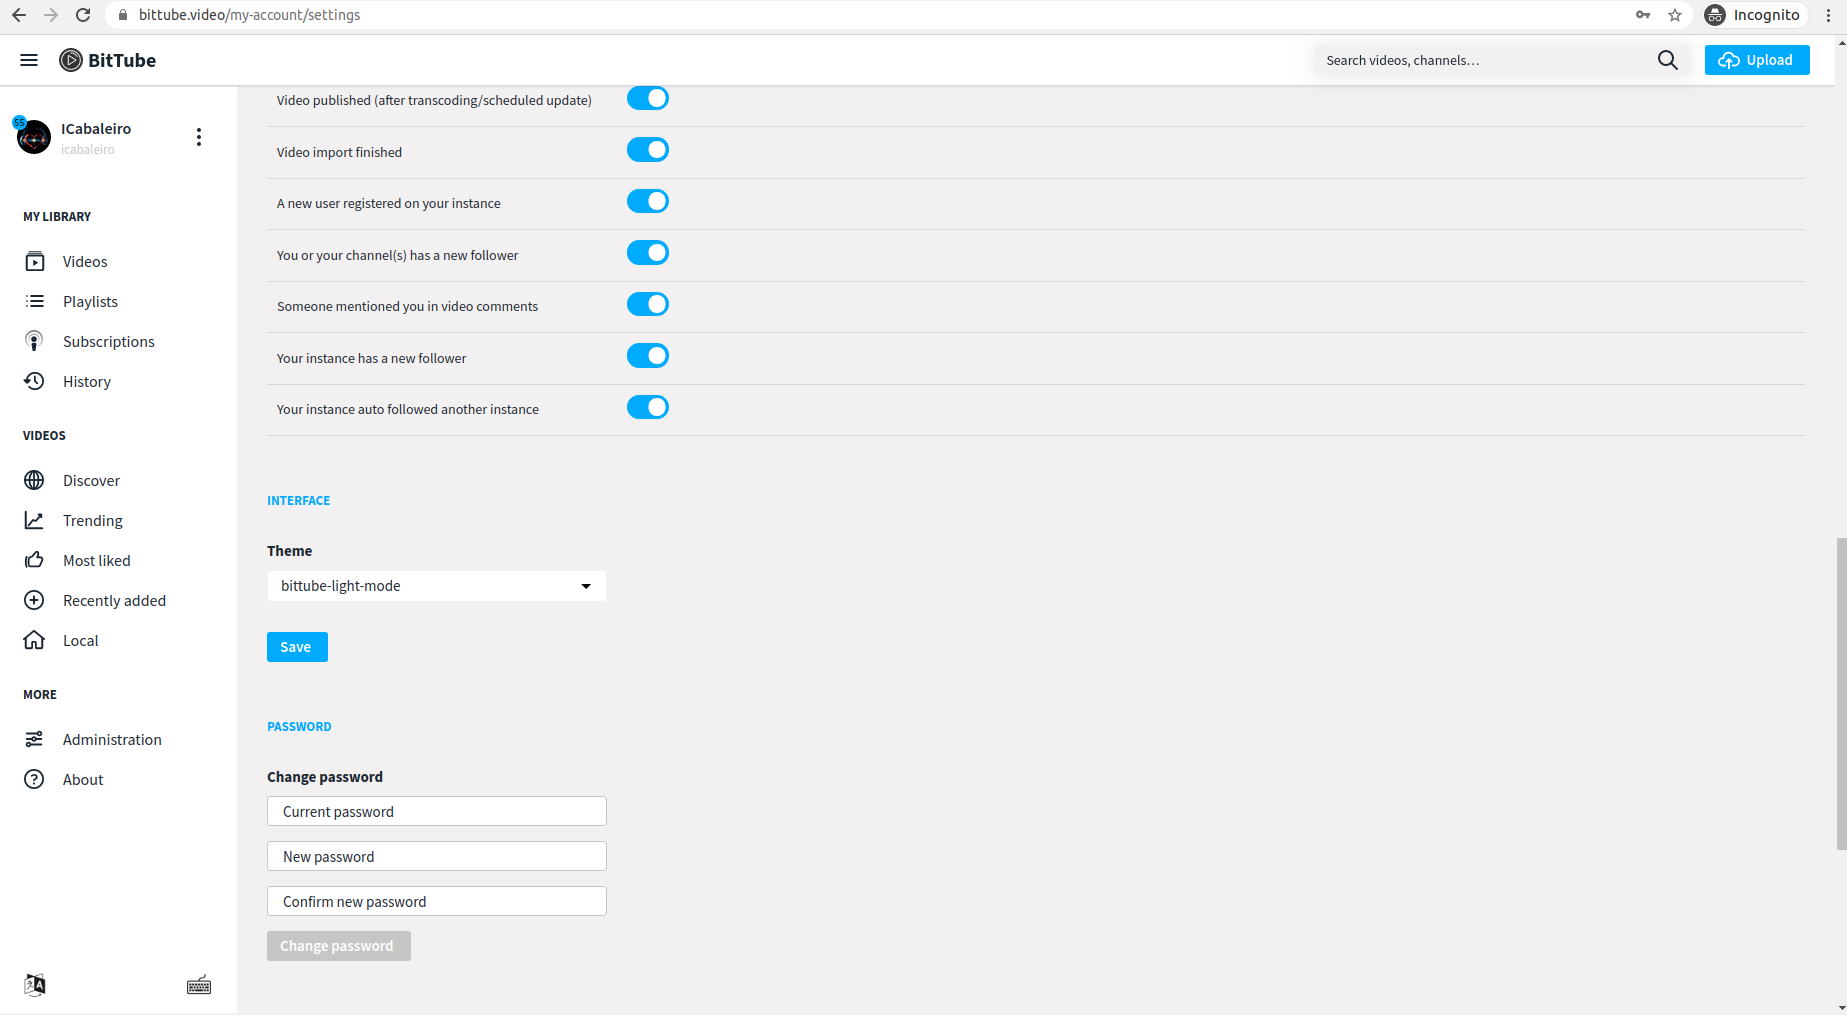 bittube.video/my-account/settings
Incognito
BitTube
Search videos, channels…
Upload
55
ICabaleiro
icabaleiro
MY LIBRARY
Videos
Playlists
Subscriptions
History
VIDEOS
Discover
Trending
Most liked
Recently added
Local
MORE
Administration
About
Video published (after transcoding/scheduled update)
Video import finished
A new user registered on your instance
You or your channel(s) has a new follower
Someone mentioned you in video comments
Your instance has a new follower
Your instance auto followed another instance
INTERFACE
Theme
bittube-light-mode
Save
PASSWORD
Change password
Current password
New password
Confirm new password
Change password